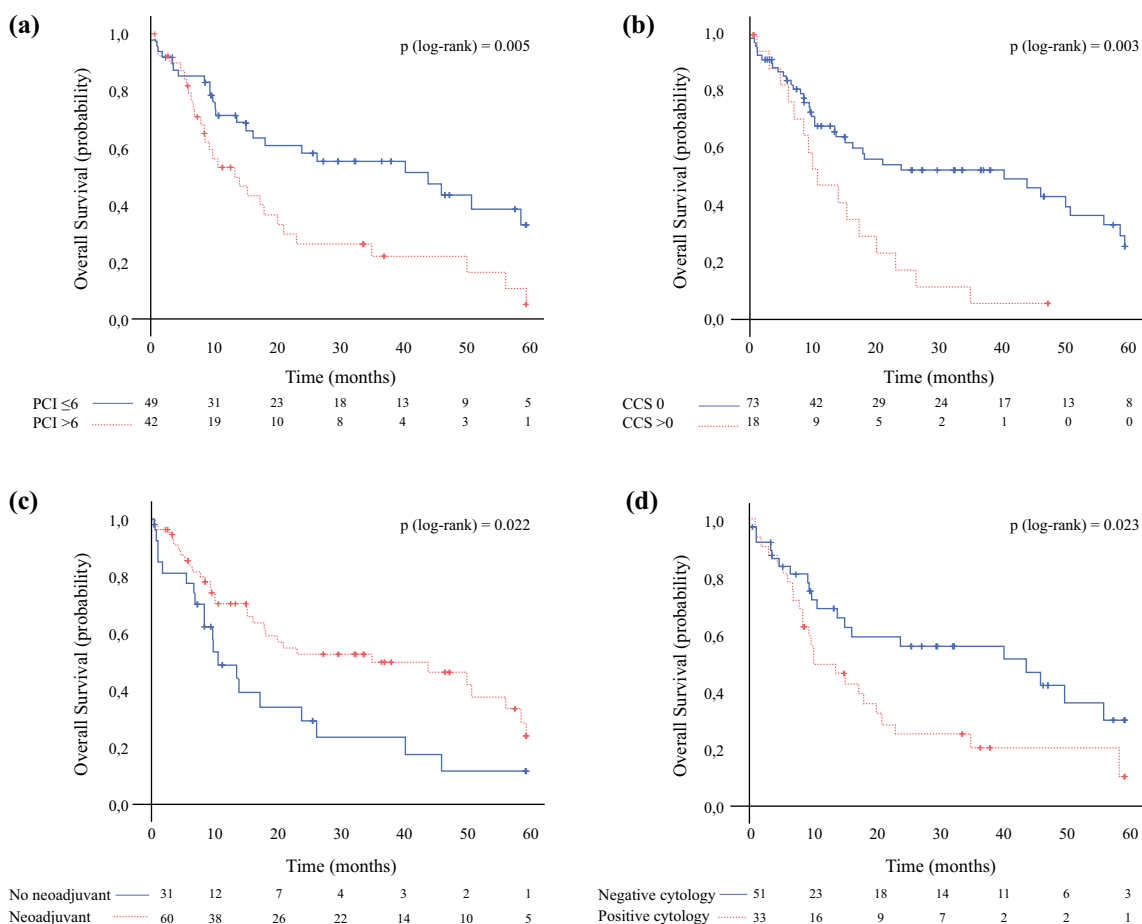 (a)
p (log-rank) = 0.005
Overall Survival (probability)
1,0
0,8
0,6
0,4
0,2
0,0
0 10 20 30 40 50 60
Time (months)
PCI ≤6 49 31 23 18 13 9 5
PCI >6 42 19 10 8 4 3 1
(b)
p (log-rank) = 0.003
Overall Survival (probability)
1,0
0,8
0,6
0,4
0,2
0,0
0 10 20 30 40 50 60
Time (months)
CCS 0 73 42 29 24 17 13 8
CCS >0 18 9 5 2 1 0 0
(c)
p (log-rank) = 0.022
Overall Survival (probability)
1,0
0,8
0,6
0,4
0,2
0,0
0 10 20 30 40 50 60
Time (months)
No neoadjuvant 31 12 7 4 3 2 1
Neoadjuvant 60 38 26 22 14 10 5
(d)
p (log-rank) = 0.023
Overall Survival (probability)
1,0
0,8
0,6
0,4
0,2
0,0
0 10 20 30 40 50 60
Time (months)
Negative cytology 51 23 18 14 11 6 3
Positive cytology 33 16 9 7 2 2 1